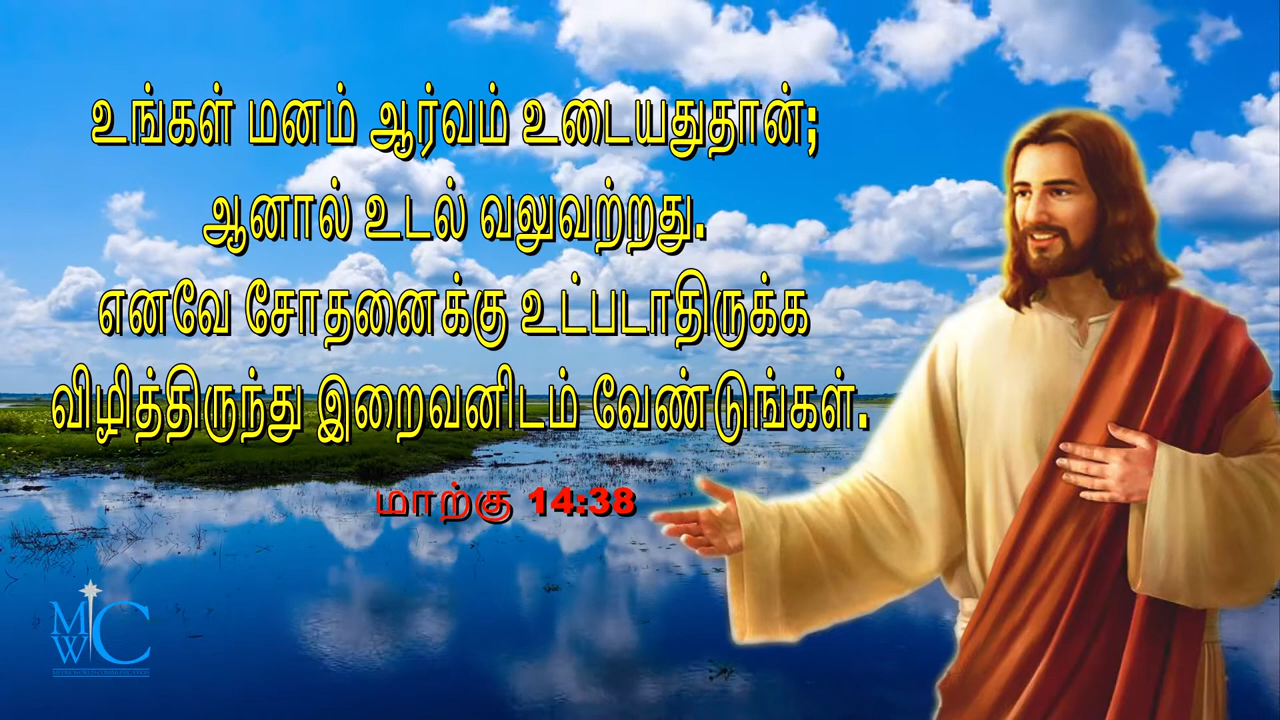 உங்கள் மனம் ஆர்வம் உடையதுதான்;
ஆனால் உடல் வலுவற்றது.
எனவே சோதனைக்கு உட்படாதிருக்க
விழித்திருந்து இறைவனிடம் வேண்டுங்கள்.
மாற்கு 14:38
MWC